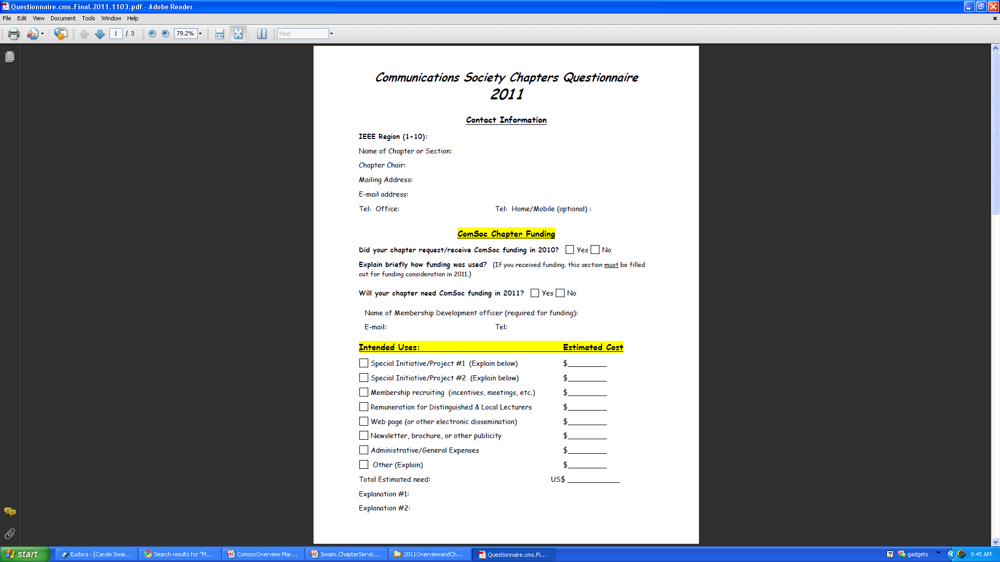 Questionnaire.cms.Final.2011.1103.pdf - Adobe Reader
File Edit View Document Tools Window Help
1 / 3 79.2% Find
Communications Society Chapters Questionnaire
2011
Contact Information
IEEE Region (1-10):
Name of Chapter or Section:
Chapter Chair:
Mailing Address:
E-mail address:
Tel: Office: Tel: Home/Mobile (optional) :
ComSoc Chapter Funding
Did your chapter request/receive ComSoc funding in 2010? Yes No
Explain briefly how funding was used? (If you received funding, this section must be filled
out for funding consideration in 2011.)
Will your chapter need ComSoc funding in 2011? Yes No
Name of Membership Development officer (required for funding):
E-mail: Tel:
Intended Uses: Estimated Cost
Special Initiative/Project #1 (Explain below) $__________
Special Initiative/Project #2 (Explain below) $__________
Membership recruiting (incentives, meetings, etc.) $__________
Remuneration for Distinguished & Local Lecturers $__________
Web page (or other electronic dissemination) $__________
Newsletter, brochure, or other publicity $__________
Administrative/General Expenses $__________
Other (Explain) $__________
Total Estimated need: US$ _____________
Explanation #1:
Explanation #2:
start Eudora - [Carole Swai... Search results for "M... ComsocOverview Mar... Swaim.ChapterServic... 2011OverviewandCh... Questionnaire.cms.Fi... gadgets 9:45 AM